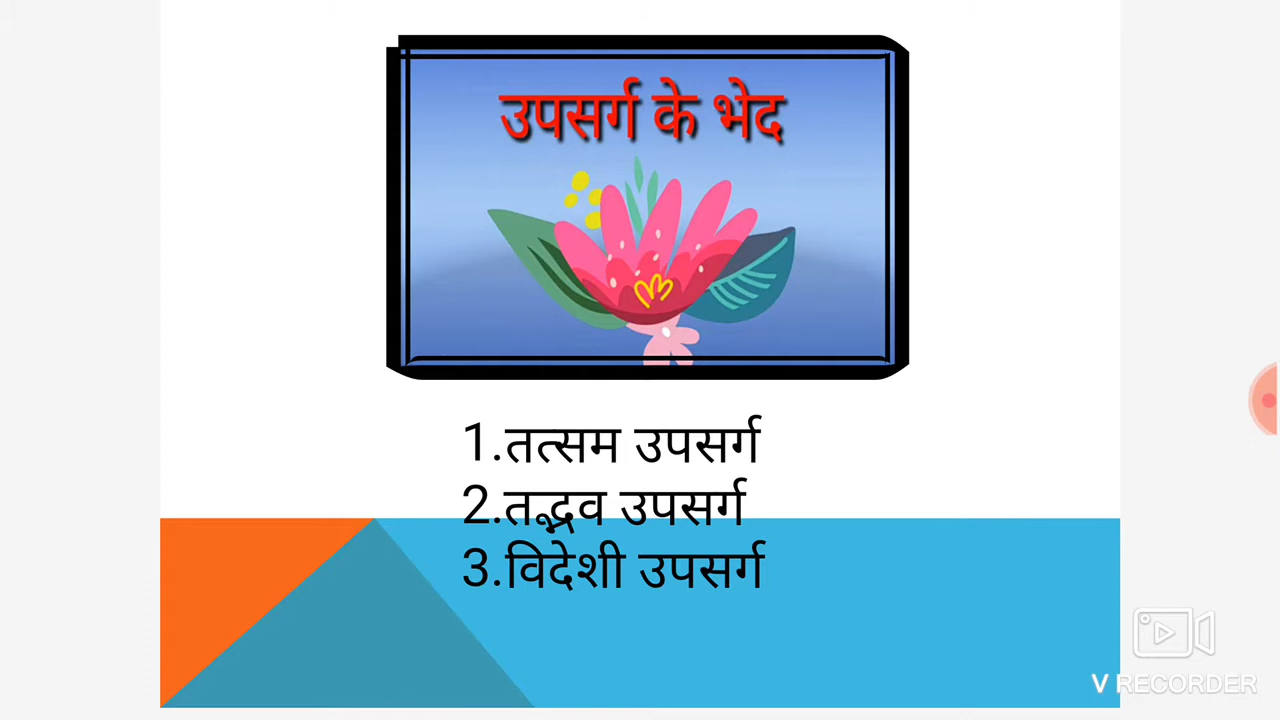 उपसर्ग के भेद
1.तत्सम उपसर्ग
2.तद्भव उपसर्ग
3.विदेशी उपसर्ग
V RECORDER